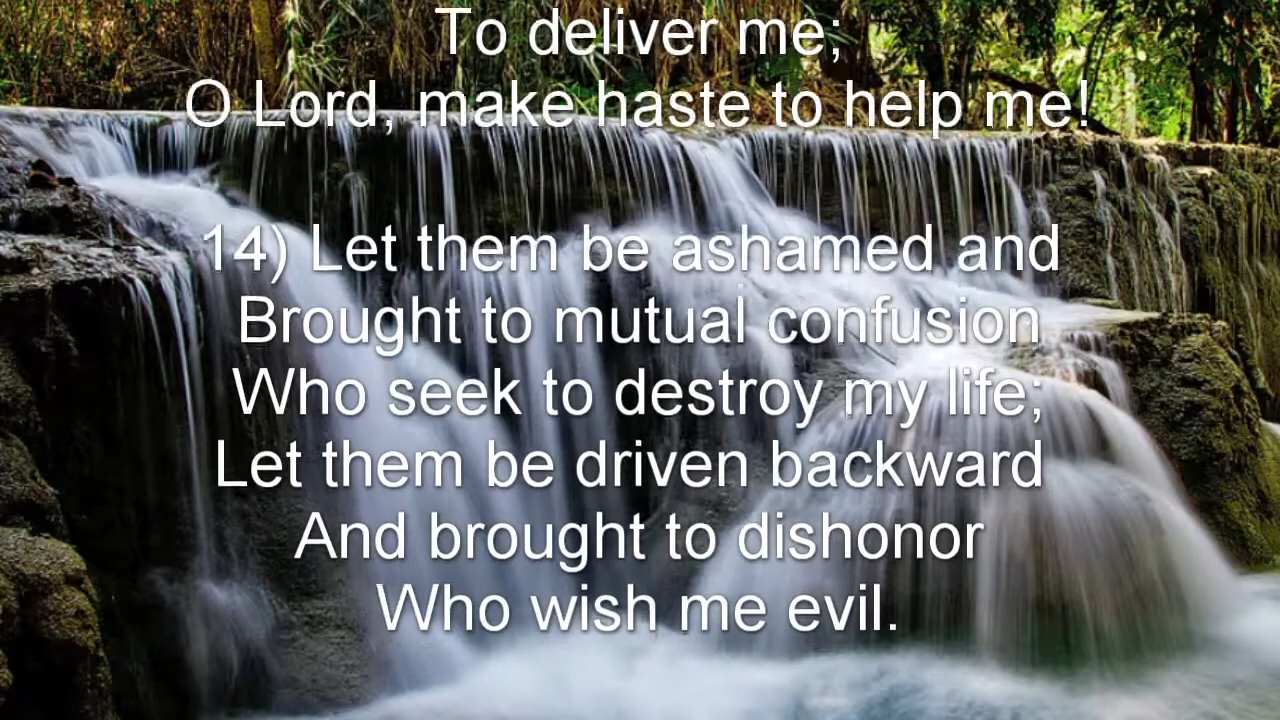 To deliver me;
O Lord, make haste to help me!
14) Let them be ashamed and
Brought to mutual confusion
Who seek to destroy my life;
Let them be driven backward
And brought to dishonor
Who wish me evil.